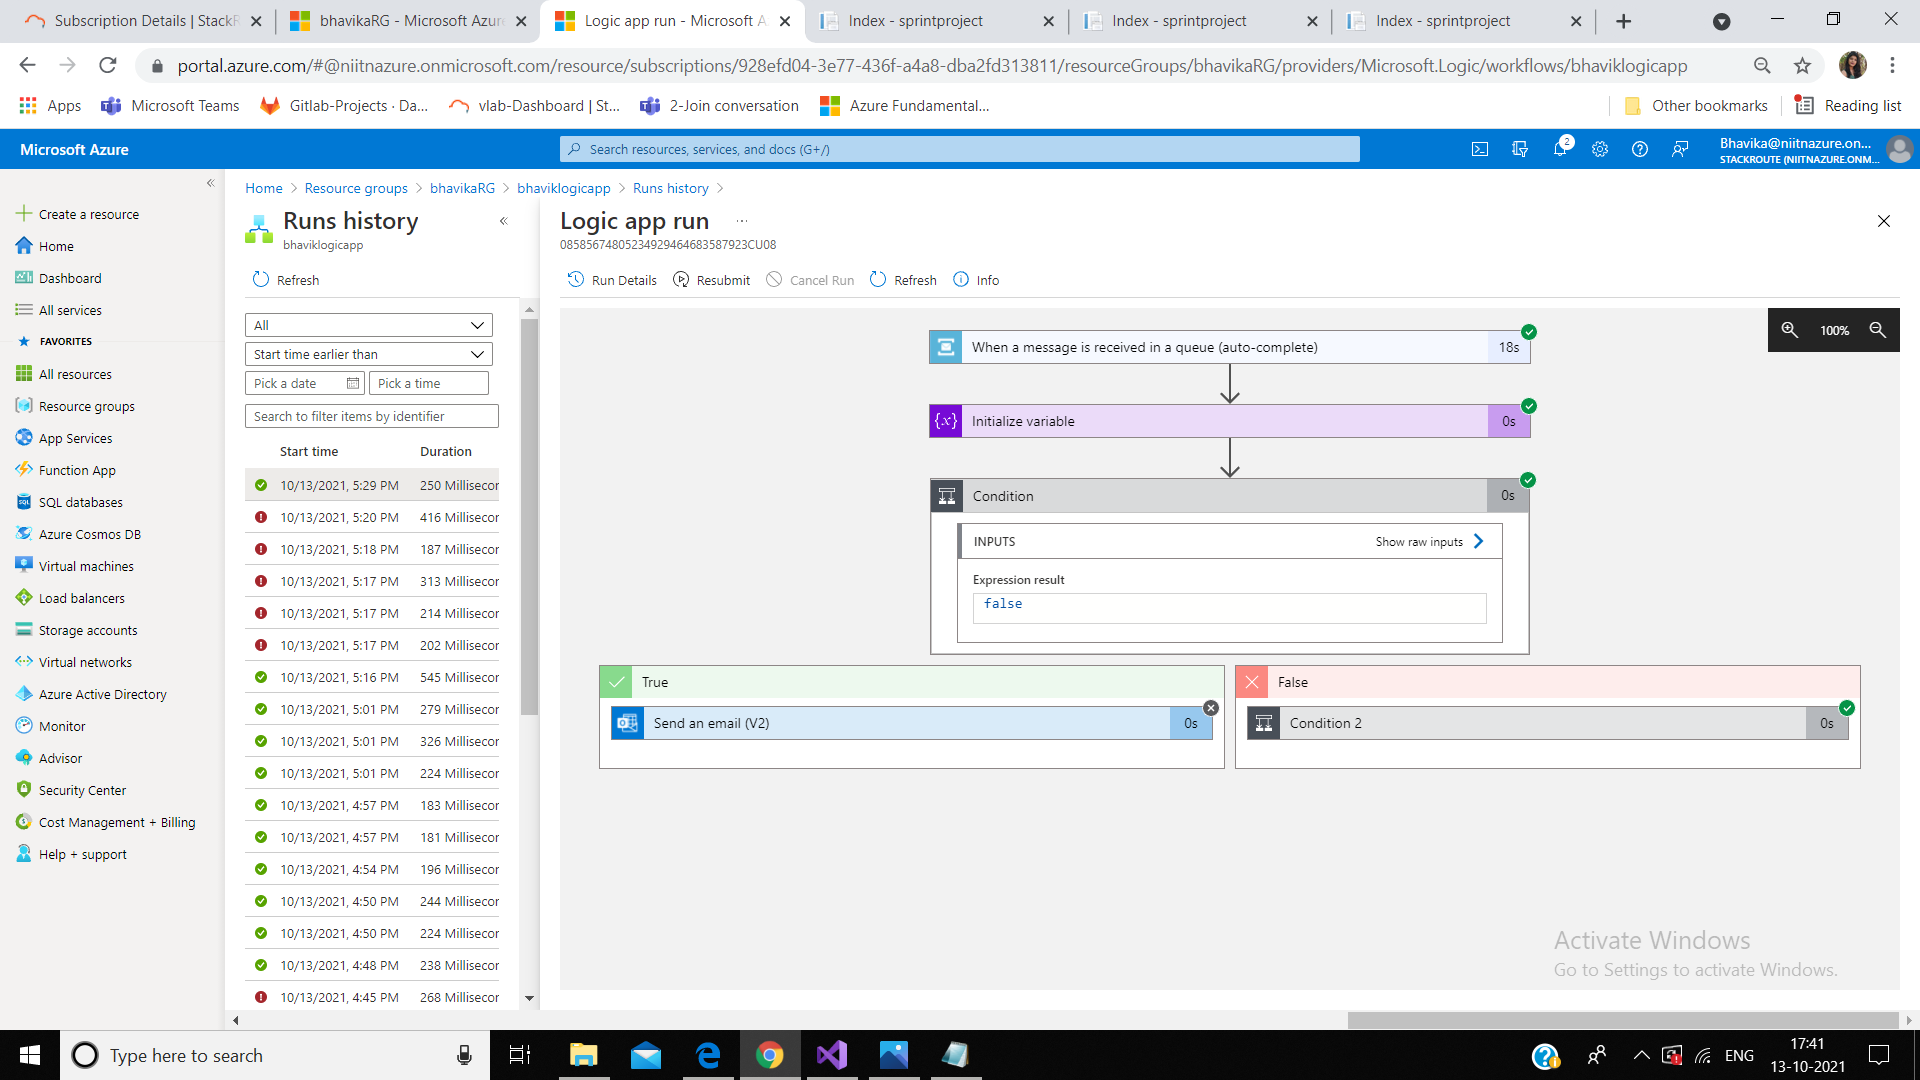 Subscription Details | StackR
bhavikaRG - Microsoft Azure
Logic app run - Microsoft A
Index - sprintproject
Index - sprintproject
Index - sprintproject
portal.azure.com/#@niitnazure.onmicrosoft.com/resource/subscriptions/928efd04-3e77-436f-a4a8-dba2fd313811/resourceGroups/bhavikaRG/providers/Microsoft.Logic/workflows/bhaviklogicapp
Apps
Microsoft Teams
Gitlab-Projects · Da...
vlab-Dashboard | St...
2-Join conversation
Azure Fundamental...
Other bookmarks
Reading list
Microsoft Azure
Search resources, services, and docs (G+/)
2
Bhavika@niitnazure.on...
STACKROUTE (NIITNAZURE.ONM...
Home > Resource groups > bhavikaRG > bhaviklogicapp > Runs history >
Create a resource
Home
Dashboard
All services
FAVORITES
All resources
Resource groups
App Services
Function App
SQL databases
Azure Cosmos DB
Virtual machines
Load balancers
Storage accounts
Virtual networks
Azure Active Directory
Monitor
Advisor
Security Center
Cost Management + Billing
Help + support
Runs history
bhaviklogicapp
Refresh
All
Start time earlier than
Pick a date
Pick a time
Search to filter items by identifier
Start time Duration
10/13/2021, 5:29 PM 250 Millisecor
10/13/2021, 5:20 PM 416 Millisecor
10/13/2021, 5:18 PM 187 Millisecor
10/13/2021, 5:17 PM 313 Millisecor
10/13/2021, 5:17 PM 214 Millisecor
10/13/2021, 5:17 PM 202 Millisecor
10/13/2021, 5:16 PM 545 Millisecor
10/13/2021, 5:01 PM 279 Millisecor
10/13/2021, 5:01 PM 326 Millisecor
10/13/2021, 5:01 PM 224 Millisecor
10/13/2021, 4:57 PM 183 Millisecor
10/13/2021, 4:57 PM 181 Millisecor
10/13/2021, 4:54 PM 196 Millisecor
10/13/2021, 4:50 PM 244 Millisecor
10/13/2021, 4:50 PM 224 Millisecor
10/13/2021, 4:48 PM 238 Millisecor
10/13/2021, 4:45 PM 268 Millisecor
Logic app run ...
08585674805234929464683587923CU08
Run Details
Resubmit
Cancel Run
Refresh
Info
100%
When a message is received in a queue (auto-complete) 18s
{x} Initialize variable 0s
Condition 0s
INPUTS Show raw inputs
Expression result
false
True
Send an email (V2) 0s
False
Condition 2 0s
Activate Windows
Go to Settings to activate Windows.
Type here to search
ENG
17:41
13-10-2021